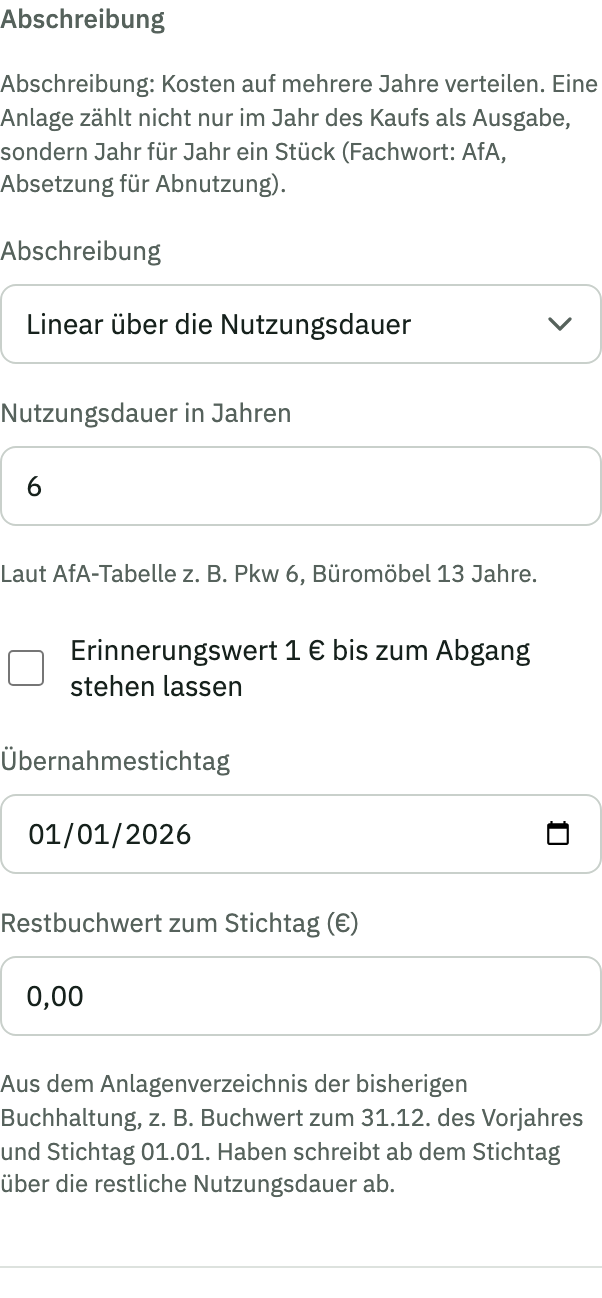 Abschreibung
Abschreibung: Kosten auf mehrere Jahre verteilen. Eine
Anlage zählt nicht nur im Jahr des Kaufs als Ausgabe,
sondern Jahr für Jahr ein Stück (Fachwort: AfA,
Absetzung für Abnutzung).
Abschreibung
Linear über die Nutzungsdauer
Nutzungsdauer in Jahren
6
Laut AfA-Tabelle z. B. Pkw 6, Büromöbel 13 Jahre.
Erinnerungswert 1 € bis zum Abgang
stehen lassen
Übernahmestichtag
01/01/2026
Restbuchwert zum Stichtag (€)
0,00
Aus dem Anlagenverzeichnis der bisherigen
Buchhaltung, z. B. Buchwert zum 31.12. des Vorjahres
und Stichtag 01.01. Haben schreibt ab dem Stichtag
über die restliche Nutzungsdauer ab.